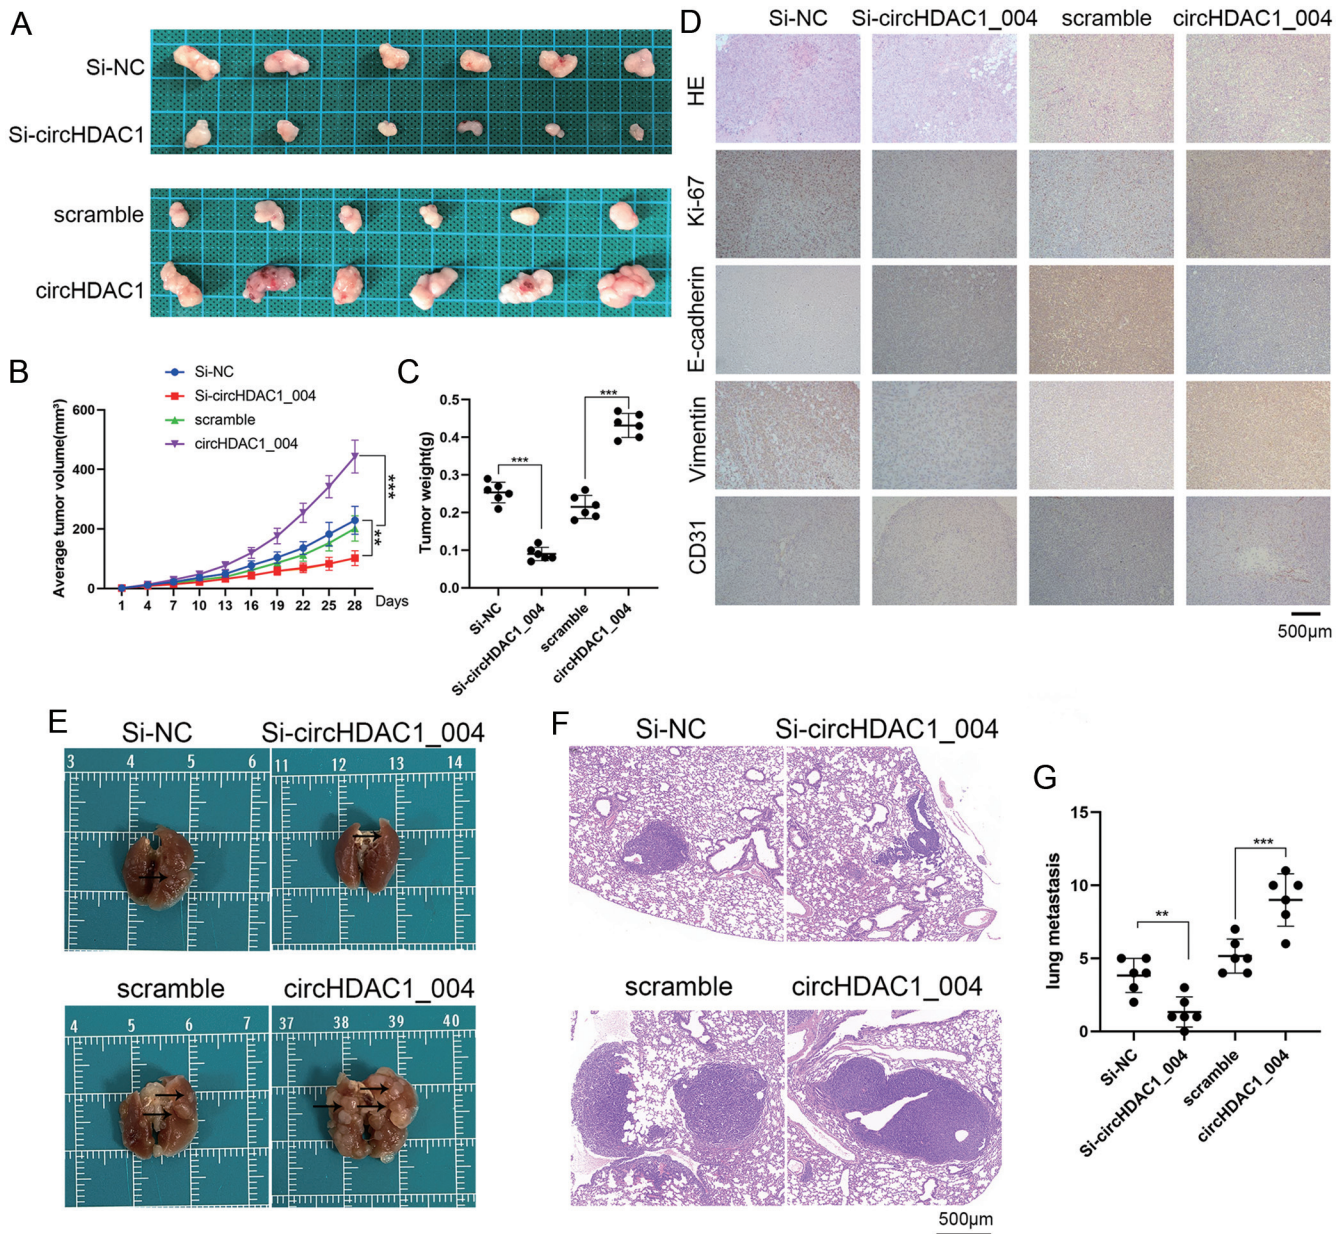 A
Si-NC
Si-circHDAC1
scramble
circHDAC1
B
Si-NC
Si-circHDAC1_004
scramble
circHDAC1_004
Average tumor volume(mm³)
600
400
200
0
1 4 7 10 13 16 19 22 25 28 Days
***
**
C
Tumor weight(g)
0.5
0.4
0.3
0.2
0.1
0.0
***
***
Si-NC
Si-circHDAC1_004
scramble
circHDAC1_004
D
Si-NC Si-circHDAC1_004 scramble circHDAC1_004
HE
Ki-67
E-cadherin
Vimentin
CD31
500μm
E
Si-NC Si-circHDAC1_004
3 4 5 6 11 12 13 14
scramble circHDAC1_004
4 5 6 7 37 38 39 40
F
Si-NC Si-circHDAC1_004
scramble circHDAC1_004
500μm
G
lung metastasis
15
10
5
0
**
***
Si-NC
Si-circHDAC1_004
scramble
circHDAC1_004